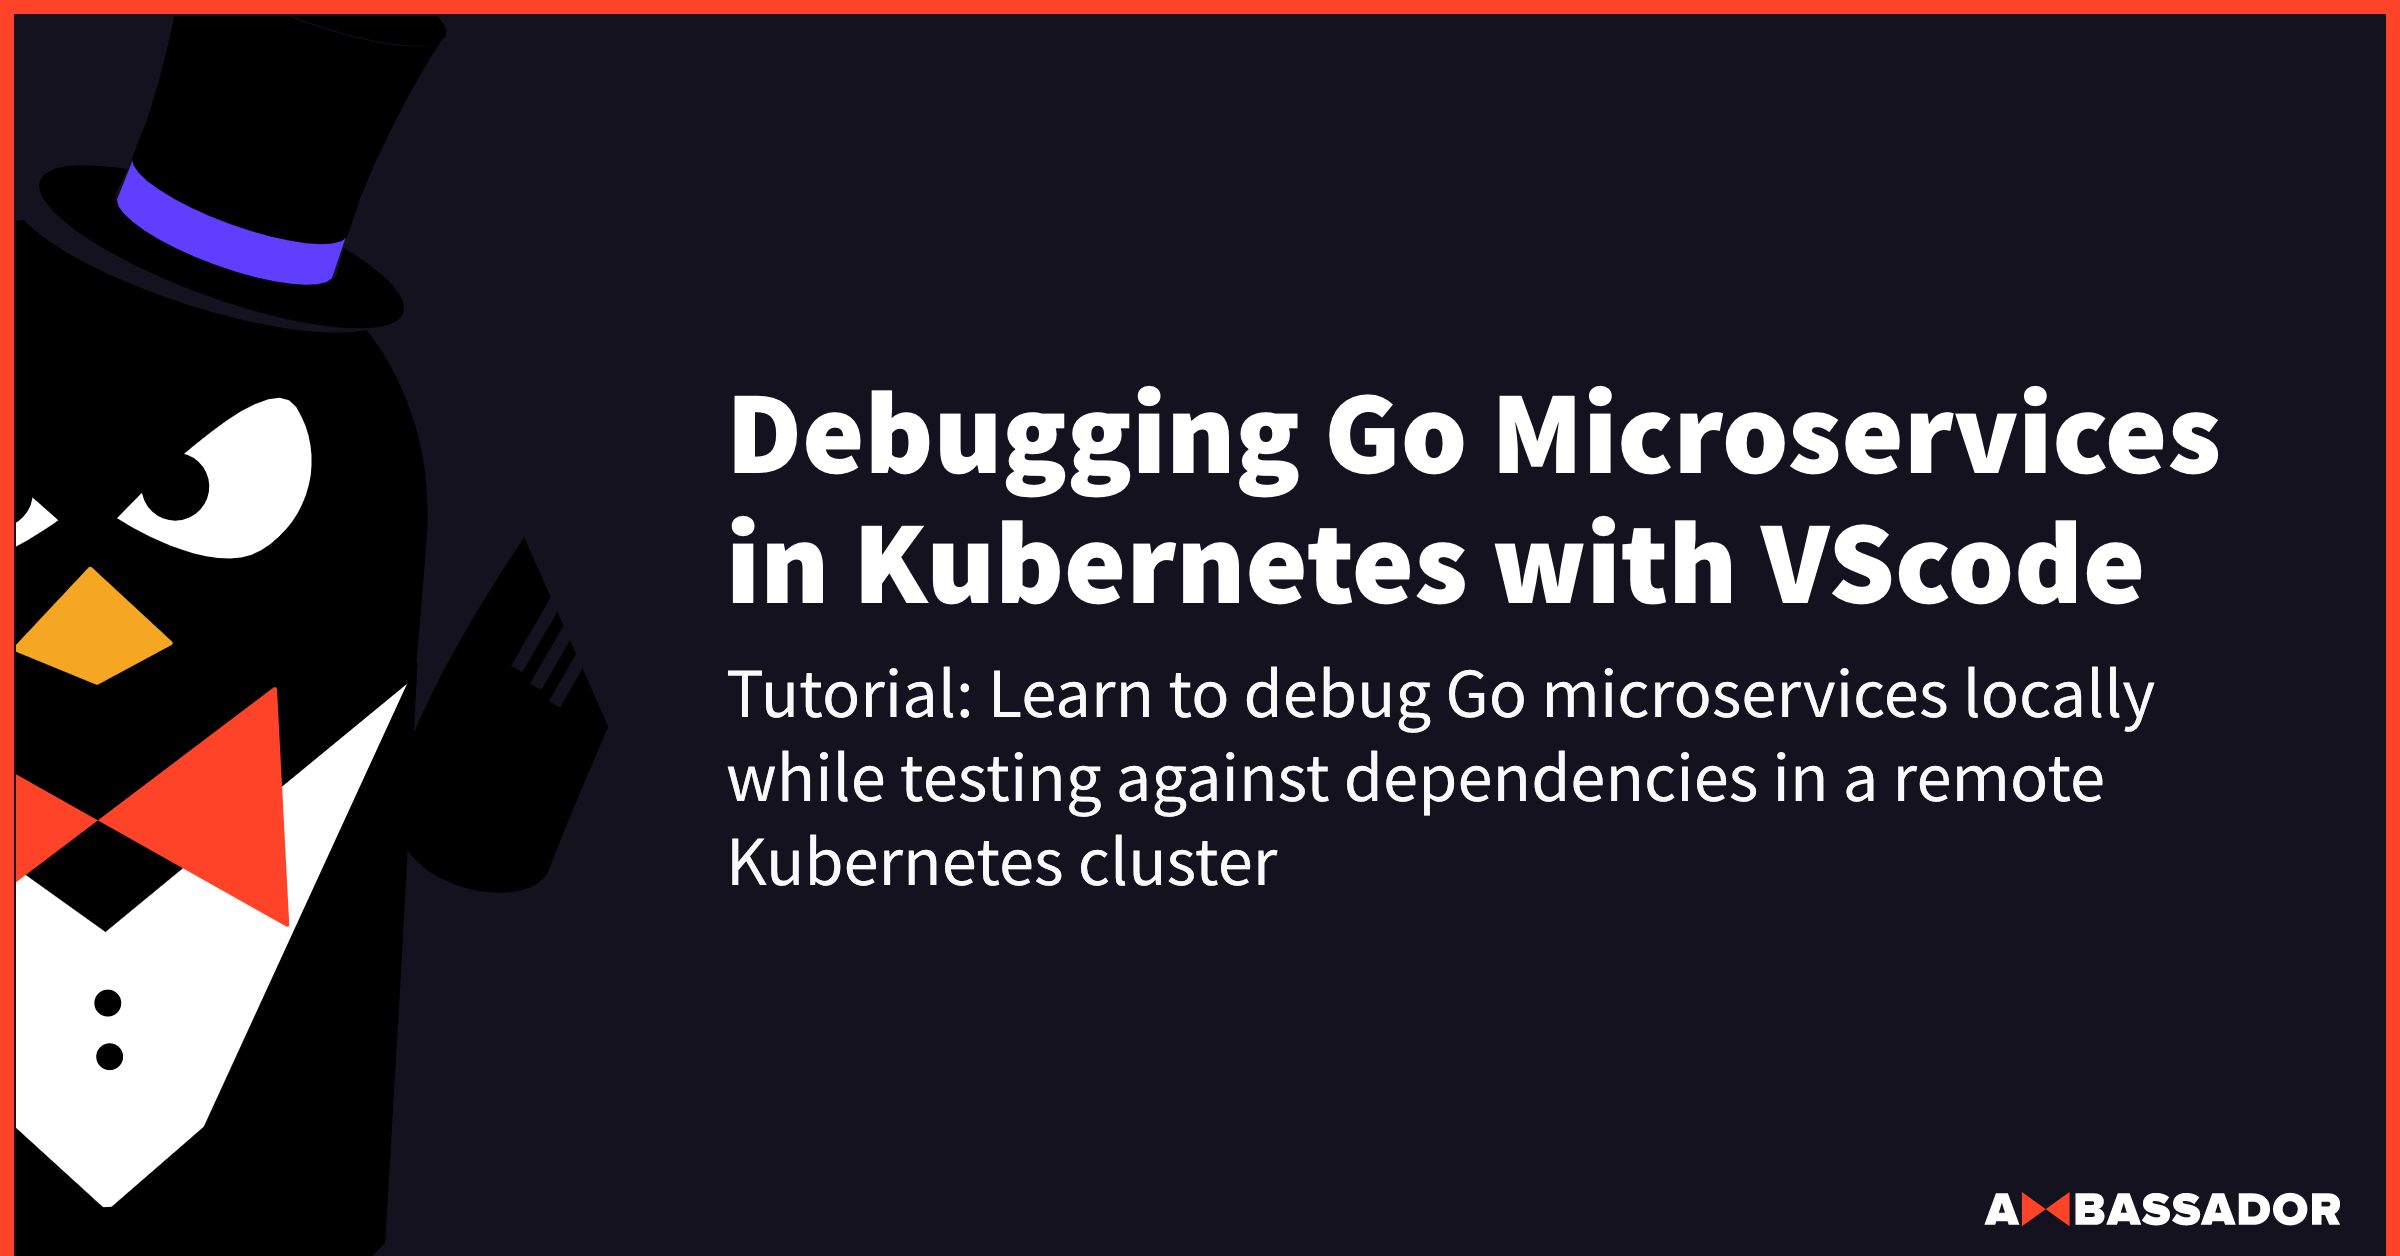 Debugging Go Microservices
in Kubernetes with VScode
Tutorial: Learn to debug Go microservices locally
while testing against dependencies in a remote
Kubernetes cluster
AMBASSADOR